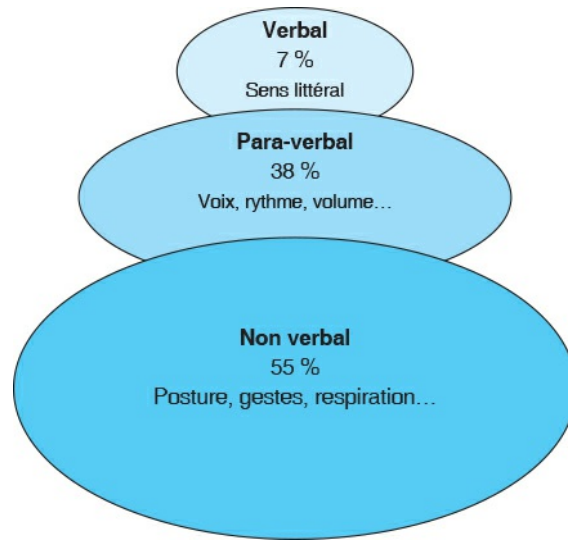 Verbal
7 %
Sens littéral
Para-verbal
38 %
Voix, rythme, volume…
Non verbal
55 %
Posture, gestes, respiration…